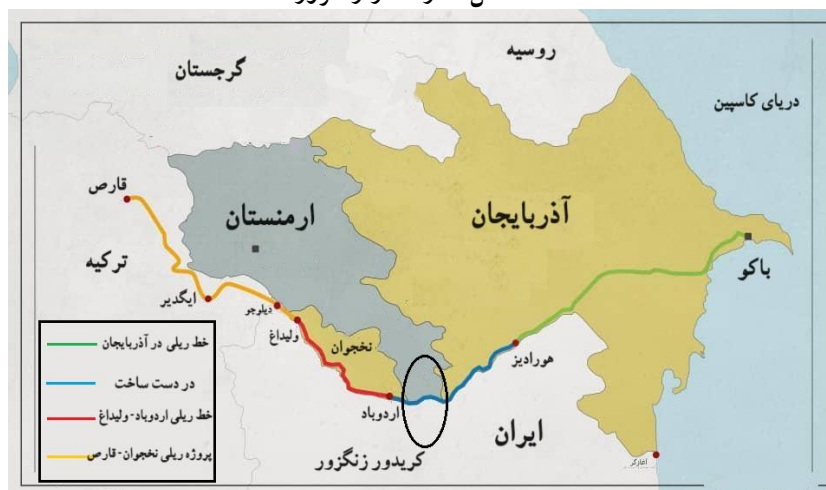 روسیه
گرجستان
دریای کاسپین
قارص
ارمنستان
آذربایجان
ترکیه
باکو
ایگدیر
دیلوجو
ولیداغ
نخجوان
هورادیز
اردوباد
ایران
کریدور زنگزور
خط ریلی در آذربایجان
در دست ساخت
خط ریلی اردوباد- ولیداغ
پروژه ریلی نخجوان- قارص